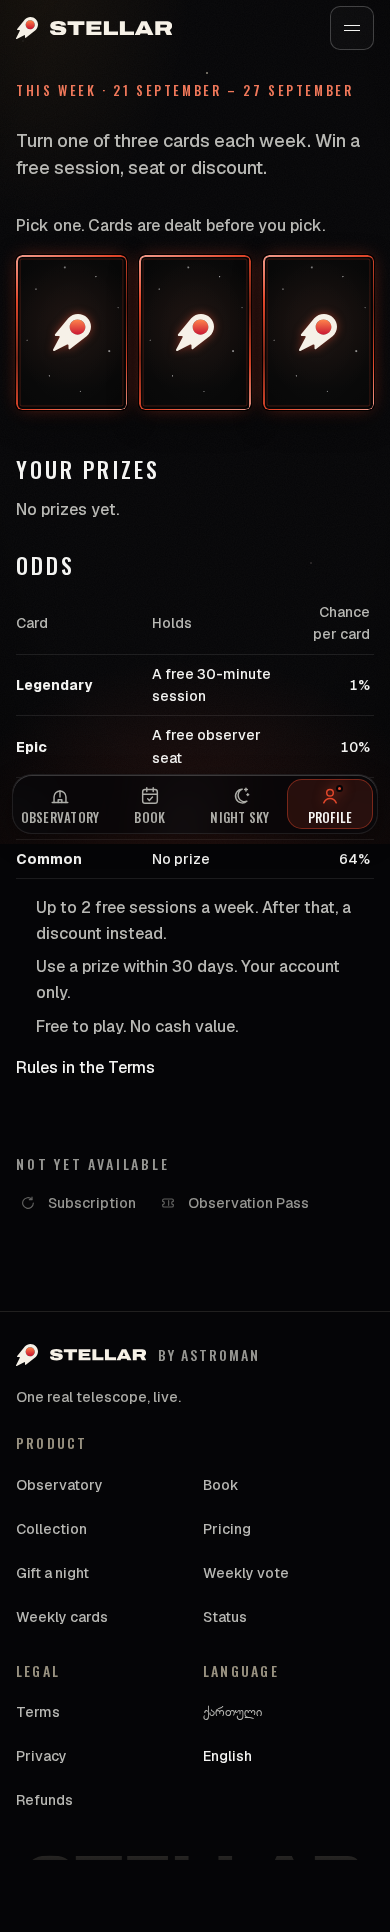 STELLAR
THIS WEEK · 21 SEPTEMBER – 27 SEPTEMBER
Turn one of three cards each week. Win a
free session, seat or discount.
Pick one. Cards are dealt before you pick.
YOUR PRIZES
No prizes yet.
ODDS
Card Holds Chance
per card
Legendary A free 30-minute
session 1%
Epic A free observer
seat 10%
OBSERVATORY BOOK NIGHT SKY PROFILE
Common No prize 64%
Up to 2 free sessions a week. After that, a
discount instead.
Use a prize within 30 days. Your account
only.
Free to play. No cash value.
Rules in the Terms
NOT YET AVAILABLE
Subscription Observation Pass
STELLAR BY ASTROMAN
One real telescope, live.
PRODUCT
Observatory Book
Collection Pricing
Gift a night Weekly vote
Weekly cards Status
LEGAL LANGUAGE
Terms ქართული
Privacy English
Refunds
STELLAR